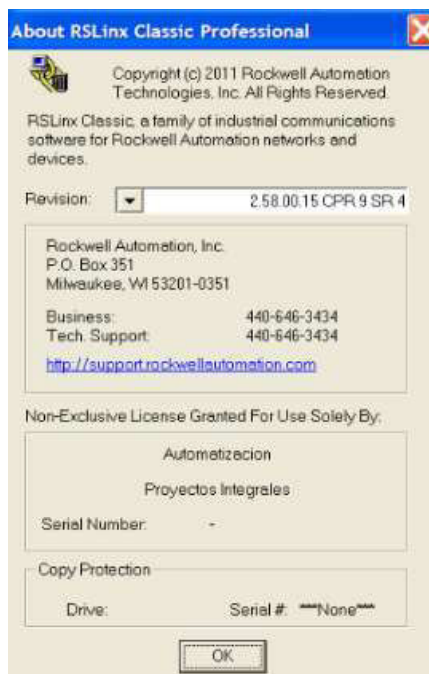 About RSLinx Classic Professional
Copyright (c) 2011 Rockwell Automation
Technologies, Inc. All Rights Reserved.
RSLinx Classic, a family of industrial communications
software for Rockwell Automation networks and
devices.
Revision: 2.58.00.15 CPR 9 SR 4
Rockwell Automation, Inc.
P.O. Box 351
Milwaukee, WI 53201-0351
Business: 440-646-3434
Tech. Support: 440-646-3434
http://support.rockwellautomation.com
Non-Exclusive License Granted For Use Solely By:
Automatizacion
Proyectos Integrales
Serial Number: -
Copy Protection
Drive: Serial #: ***None***
OK